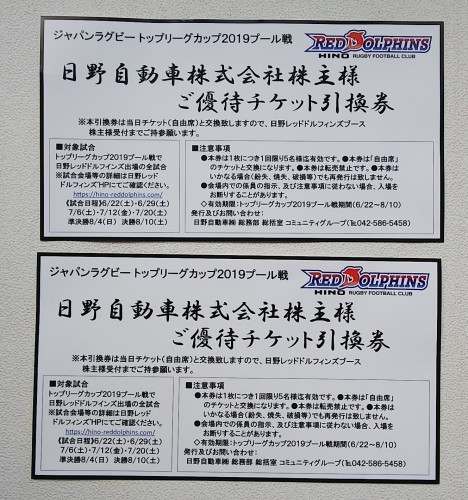 ジャパンラグビー トップリーグカップ2019プール戦
RED DOLPHINS
HINO RUGBY FOOTBALL CLUB
日野自動車株式会社株主様
ご優待チケット引換券
※本引換券は当日チケット(自由席)と交換致しますので、日野レッドドルフィンズブース
株主様受付までご持参願います。
■対象試合
トップリーグカップ2019プール戦で
日野レッドドルフィンズ出場の全試合
※試合会場等の詳細は日野レッド
ドルフィンズHPにてご確認ください。
https://hino-reddolphins.com/
《試合日程》6/22(土)・6/29(土)
7/6(土)・7/12(金)・7/20(土)
準決勝8/4(日) 決勝8/10(土)
■注意事項
●本券は1枚につき1回限り5名様迄有効です。●本券は「自由席」
のチケットと交換になります。●本券は転売禁止です。●本券は
いかなる場合(紛失、焼失、破損等)でも再発行は致しません。
●会場内での係員の指示、及び注意事項に従わない場合、入場を
お断りすることがあります。
◇有効期限:トップリーグカップ2019プール戦期間(6/22～8/10)
発行及びお問い合わせ:
日野自動車㈱ 総務部 総括室 コミュニティグループ(℡042-586-5458)
ジャパンラグビー トップリーグカップ2019プール戦
RED DOLPHINS
HINO RUGBY FOOTBALL CLUB
日野自動車株式会社株主様
ご優待チケット引換券
※本引換券は当日チケット(自由席)と交換致しますので、日野レッドドルフィンズブース
株主様受付までご持参願います。
■対象試合
トップリーグカップ2019プール戦で
日野レッドドルフィンズ出場の全試合
※試合会場等の詳細は日野レッド
ドルフィンズHPにてご確認ください。
https://hino-reddolphins.com/
《試合日程》6/22(土)・6/29(土)
7/6(土)・7/12(金)・7/20(土)
準決勝8/4(日) 決勝8/10(土)
■注意事項
●本券は1枚につき1回限り5名様迄有効です。●本券は「自由席」
のチケットと交換になります。●本券は転売禁止です。●本券は
いかなる場合(紛失、焼失、破損等)でも再発行は致しません。
●会場内での係員の指示、及び注意事項に従わない場合、入場を
お断りすることがあります。
◇有効期限:トップリーグカップ2019プール戦期間(6/22～8/10)
発行及びお問い合わせ:
日野自動車㈱ 総務部 総括室 コミュニティグループ(℡042-586-5458)